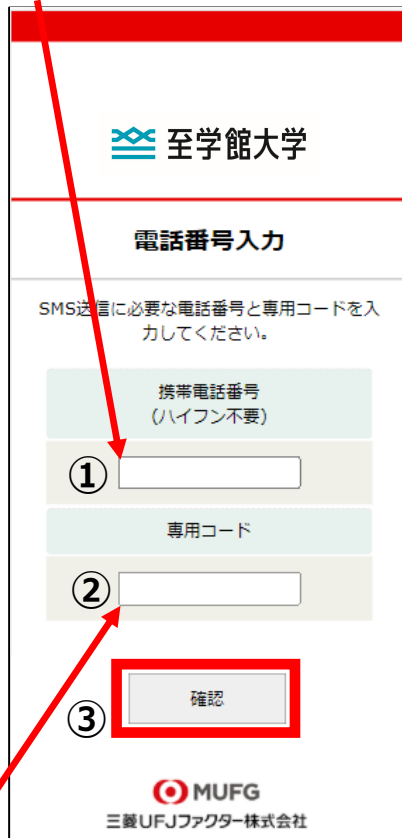 至学館大学
電話番号入力
SMS送信に必要な電話番号と専用コードを入
力してください。
携帯電話番号
(ハイフン不要)
①
専用コード
②
確認
③
MUFG
三菱UFJファクター株式会社